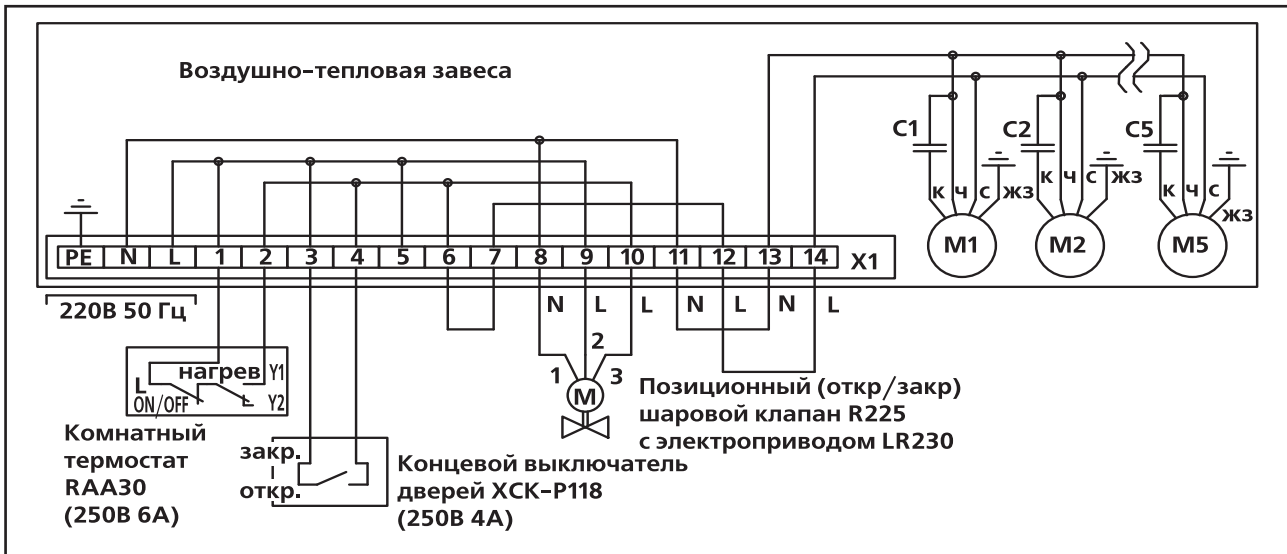 Воздушно-тепловая завеса
C1 C2 C5
К Ч С ЖЗ К Ч С ЖЗ К Ч С ЖЗ
M1 M2 M5
PE N L 1 2 3 4 5 6 7 8 9 10 11 12 13 14 X1
220В 50 Гц
N L L N L N L
2
1 3
M
L нагрев Y1
ON/OFF Y2
Комнатный
термостат
RAA30
(250В 6А)
закр.
откр.
Концевой выключатель
дверей XCK-P118
(250В 4А)
Позиционный (откр/закр)
шаровой клапан R225
с электроприводом LR230